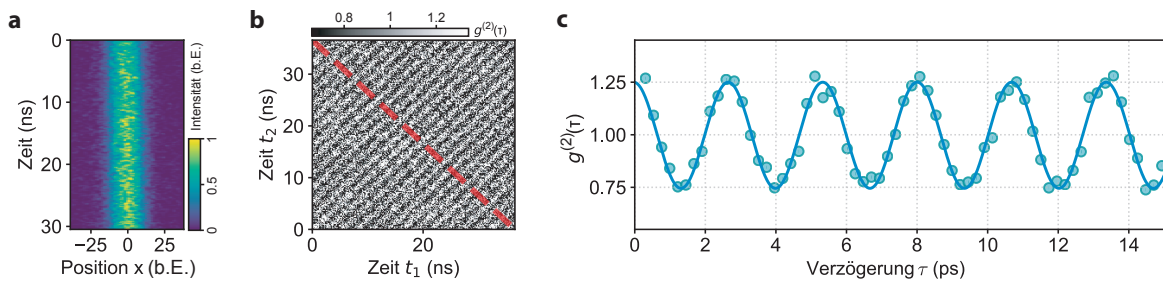 a
Zeit (ns)
0
10
20
30
−25
0
25
Position x (b.E.)
Intensität (b.E.)
1
0.5
0
b
0.8
1
1.2
g⁽²⁾(τ)
Zeit t₂ (ns)
30
20
10
0
0
20
Zeit t₁ (ns)
c
g⁽²⁾(τ)
1.25
1.00
0.75
0
2
4
6
8
10
12
14
Verzögerung τ (ps)